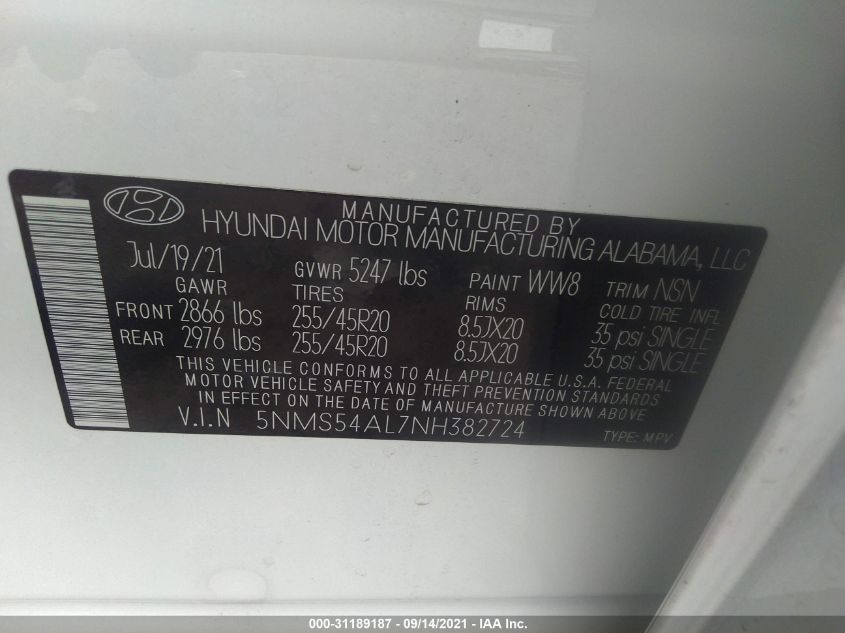 MANUFACTURED BY
HYUNDAI MOTOR MANUFACTURING ALABAMA, LLC
Jul/19/21 GVWR 5247 lbs PAINT WW8 TRIM NSN
GAWR TIRES RIMS COLD TIRE INFL
FRONT 2866 lbs 255/45R20 8.5JX20 35 psi SINGLE
REAR 2976 lbs 255/45R20 8.5JX20 35 psi SINGLE
THIS VEHICLE CONFORMS TO ALL APPLICABLE U.S.A. FEDERAL
MOTOR VEHICLE SAFETY AND THEFT PREVENTION STANDARDS
IN EFFECT ON THE DATE OF MANUFACTURE SHOWN ABOVE.
V.I.N 5NMS54AL7NH382724 TYPE: MPV
000-31189187 - 09/14/2021 - IAA Inc.